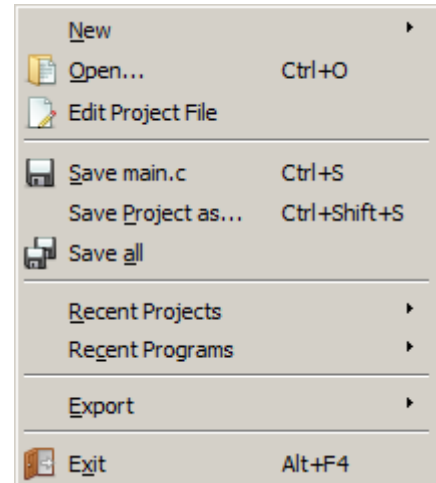 New
Open... Ctrl+O
Edit Project File
Save main.c Ctrl+S
Save Project as... Ctrl+Shift+S
Save all
Recent Projects
Recent Programs
Export
Exit Alt+F4